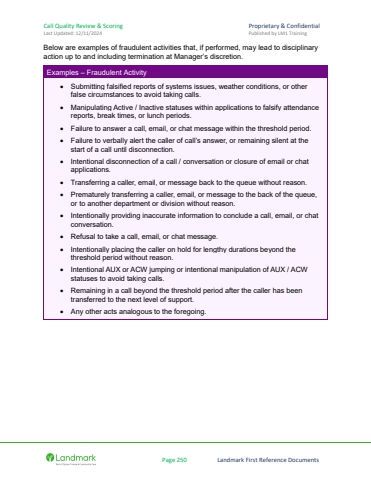 Call Quality Review & Scoring
Proprietary & Confidential
Last Updated: 12/11/2024
Published by LM1 Training
Below are examples of fraudulent activities that, if performed, may lead to disciplinary
action up to and including termination at Manager's discretion.
Examples – Fraudulent Activity
• Submitting falsified reports of systems issues, weather conditions, or other
false circumstances to avoid taking calls.
• Manipulating Active / Inactive statuses within applications to falsify attendance
reports, break times, or lunch periods.
• Failure to answer a call, email, or chat message within the threshold period.
• Failure to verbally alert the caller of call's answer, or remaining silent at the
start of a call until disconnection.
• Intentional disconnection of a call / conversation or closure of email or chat
applications.
• Transferring a caller, email, or message back to the queue without reason.
• Prematurely transferring a caller, email, or message to the back of the queue,
or to another department or division without reason.
• Intentionally providing inaccurate information to conclude a call, email, or chat
conversation.
• Refusal to take a call, email, or chat message.
• Intentionally placing the caller on hold for lengthy durations beyond the
threshold period without reason.
• Intentional AUX or ACW jumping or intentional manipulation of AUX / ACW
statuses to avoid taking calls.
• Remaining in a call beyond the threshold period after the caller has been
transferred to the next level of support.
• Any other acts analogous to the foregoing.
Landmark
Page 250
Landmark First Reference Documents